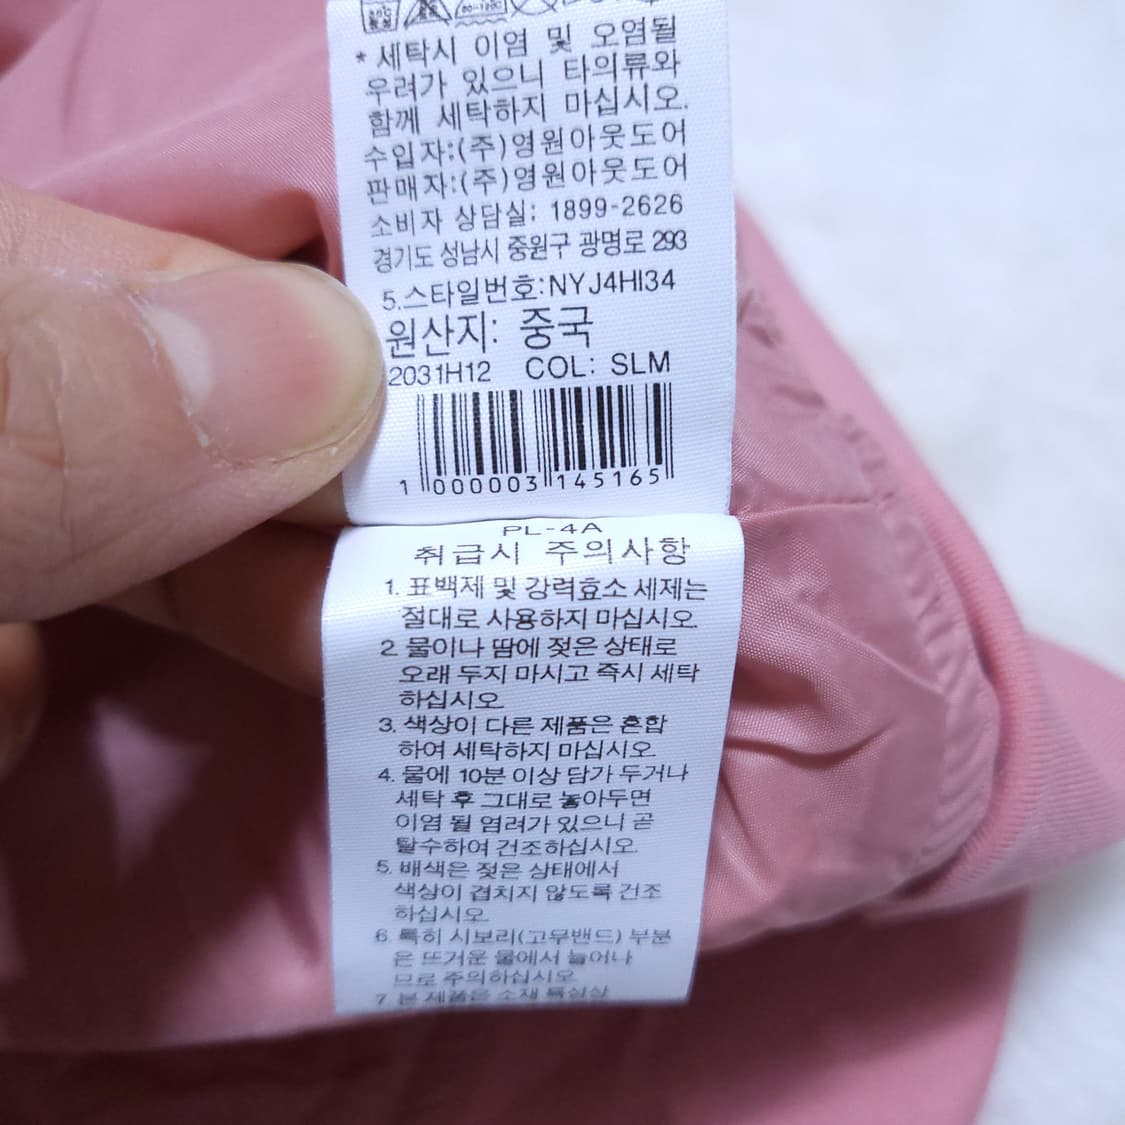 * 세탁시 이염 및 오염될
우려가 있으니 타의류와
함께 세탁하지 마십시오.
수입자:(주)영원아웃도어
판매자:(주)영원아웃도어
소비자 상담실: 1899-2626
경기도 성남시 중원구 광명로 293
5.스타일번호:NYJ4HI34
원산지: 중국
2031H12 COL: SLM
1 000003 145165
PL-4A
취급시 주의사항
1. 표백제 및 강력효소 세제는
절대로 사용하지 마십시오
2. 물이나 땀에 젖은 상태로
오래 두지 마시고 즉시 세탁
하십시오
3. 색상이 다른 제품은 혼합
하여 세탁하지 마십시오
4. 물에 10분 이상 담가 두거나
세탁 후 그대로 놓아두면
이염 될 염려가 있으니 곧
탈수하여 건조하십시오
5. 배색은 젖은 상태에서
색상이 겹치지 않도록 건조
하십시오
6. 특히 시보리(고무밴드) 부분
은 뜨거운 물에서 늘어나
므로 주의하십시오
7. 본 제품은 소재 특성상